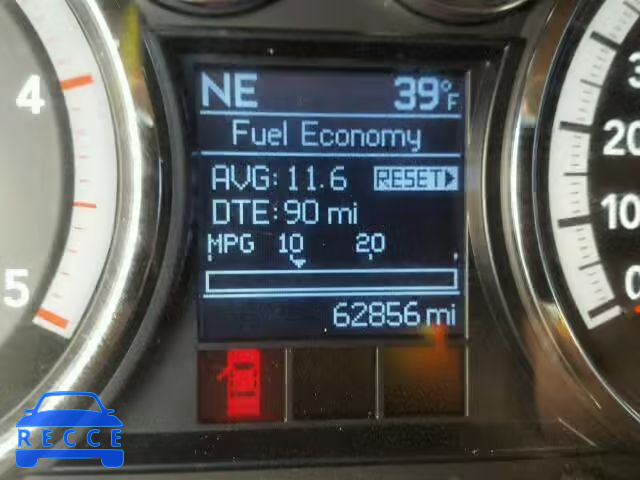 NE 39°F
Fuel Economy
AVG: 11.6 RESET
DTE: 90 mi
MPG 10 20
62856 mi
4
5
3
20
10
0
RECCE